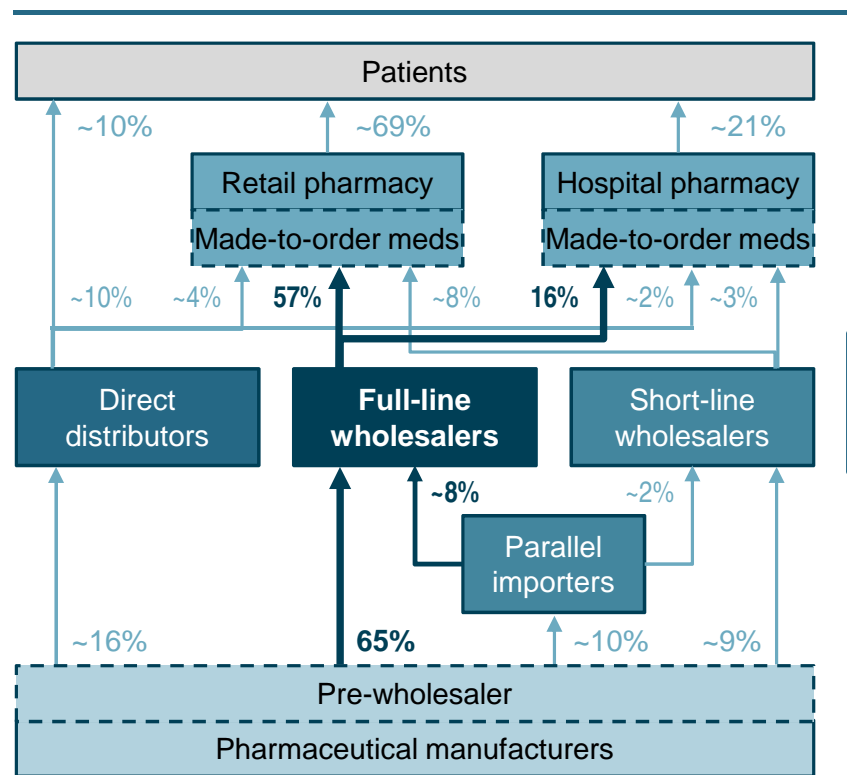 Patients
~10%
~69%
~21%
Retail pharmacy
Hospital pharmacy
Made-to-order meds
Made-to-order meds
~10%
~4%
57%
~8%
16%
~2%
~3%
Direct
distributors
Full-line
wholesalers
Short-line
wholesalers
~8%
~2%
Parallel
importers
~16%
65%
~10%
~9%
Pre-wholesaler
Pharmaceutical manufacturers